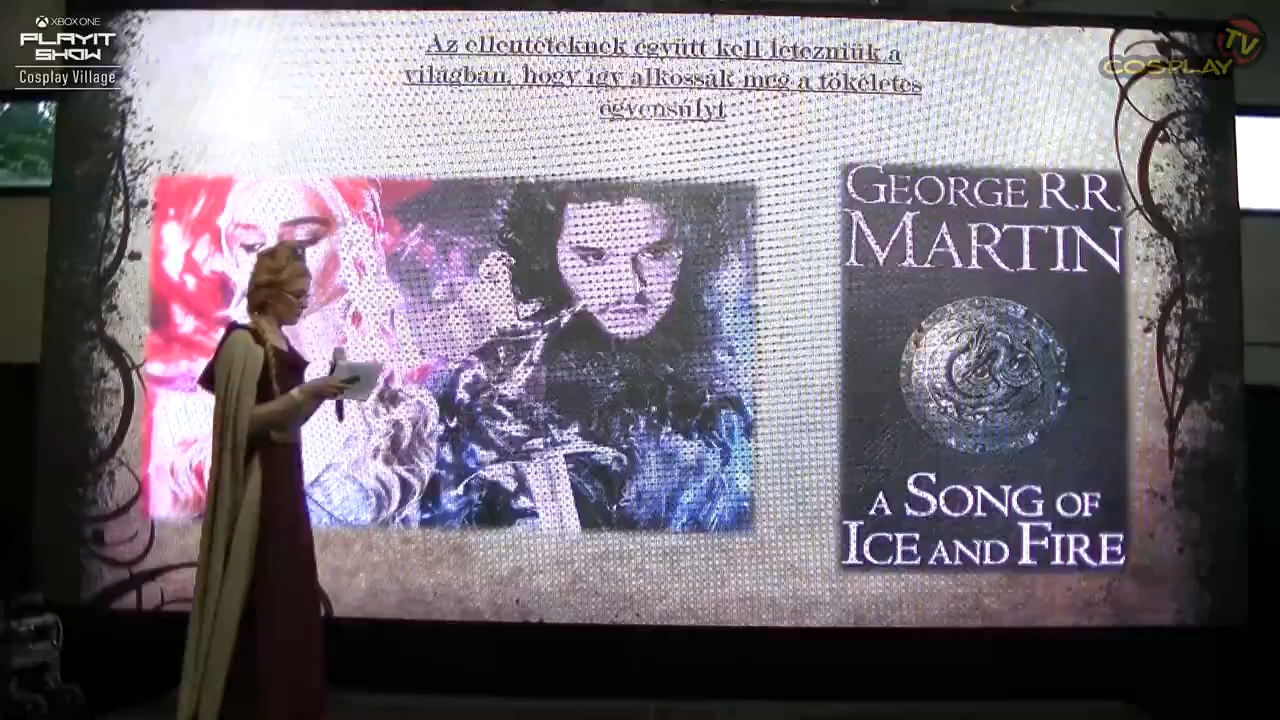 XBOX ONE
PLAYIT
SHOW
Cosplay Village
TV
COSPLAY
Az ellentéteknek együtt kell létezniük a
világban, hogy így alkossák meg a tökéletes
egyensúlyt
GEORGE R.R.
MARTIN
A SONG OF
ICE AND FIRE